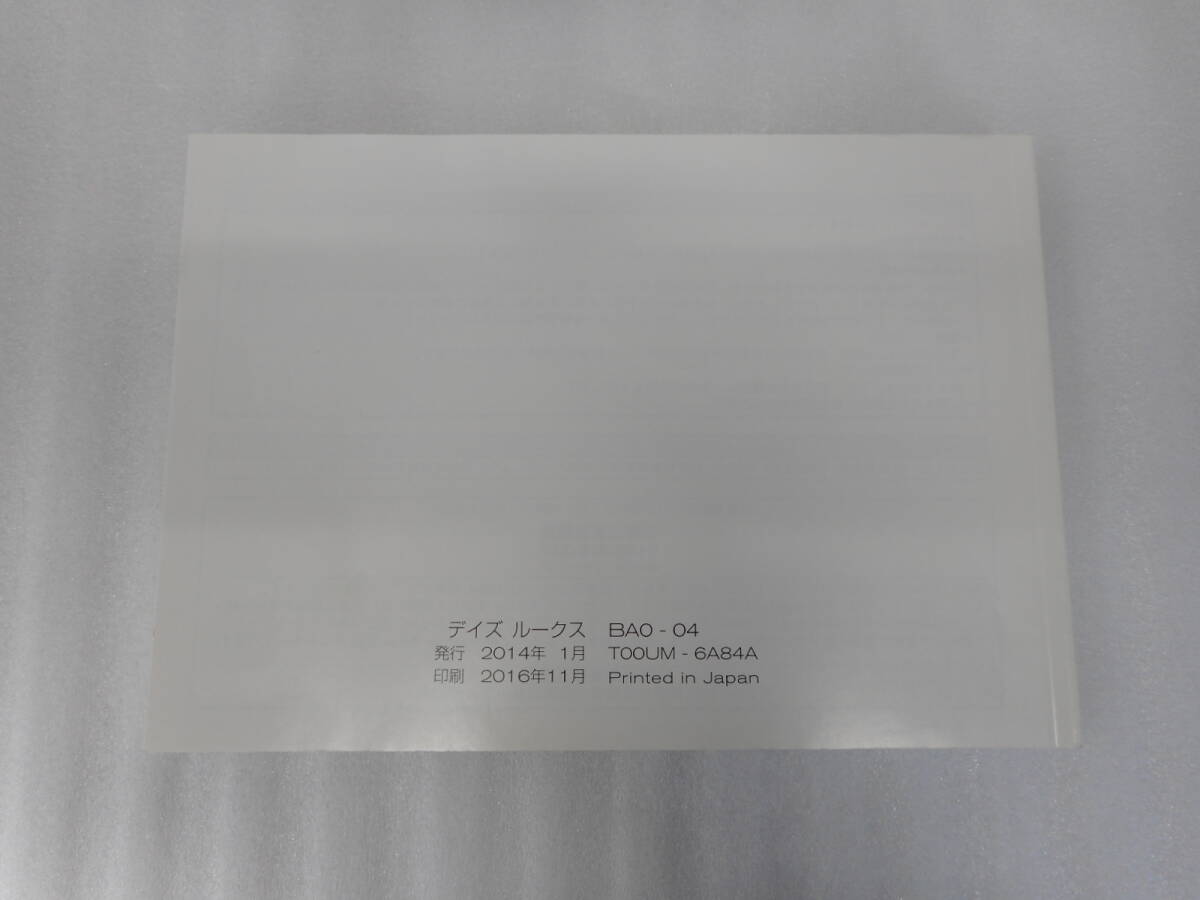 デイズ ルークス BA0 - 04
発行 2014年 1月 T00UM - 6A84A
印刷 2016年11月 Printed in Japan